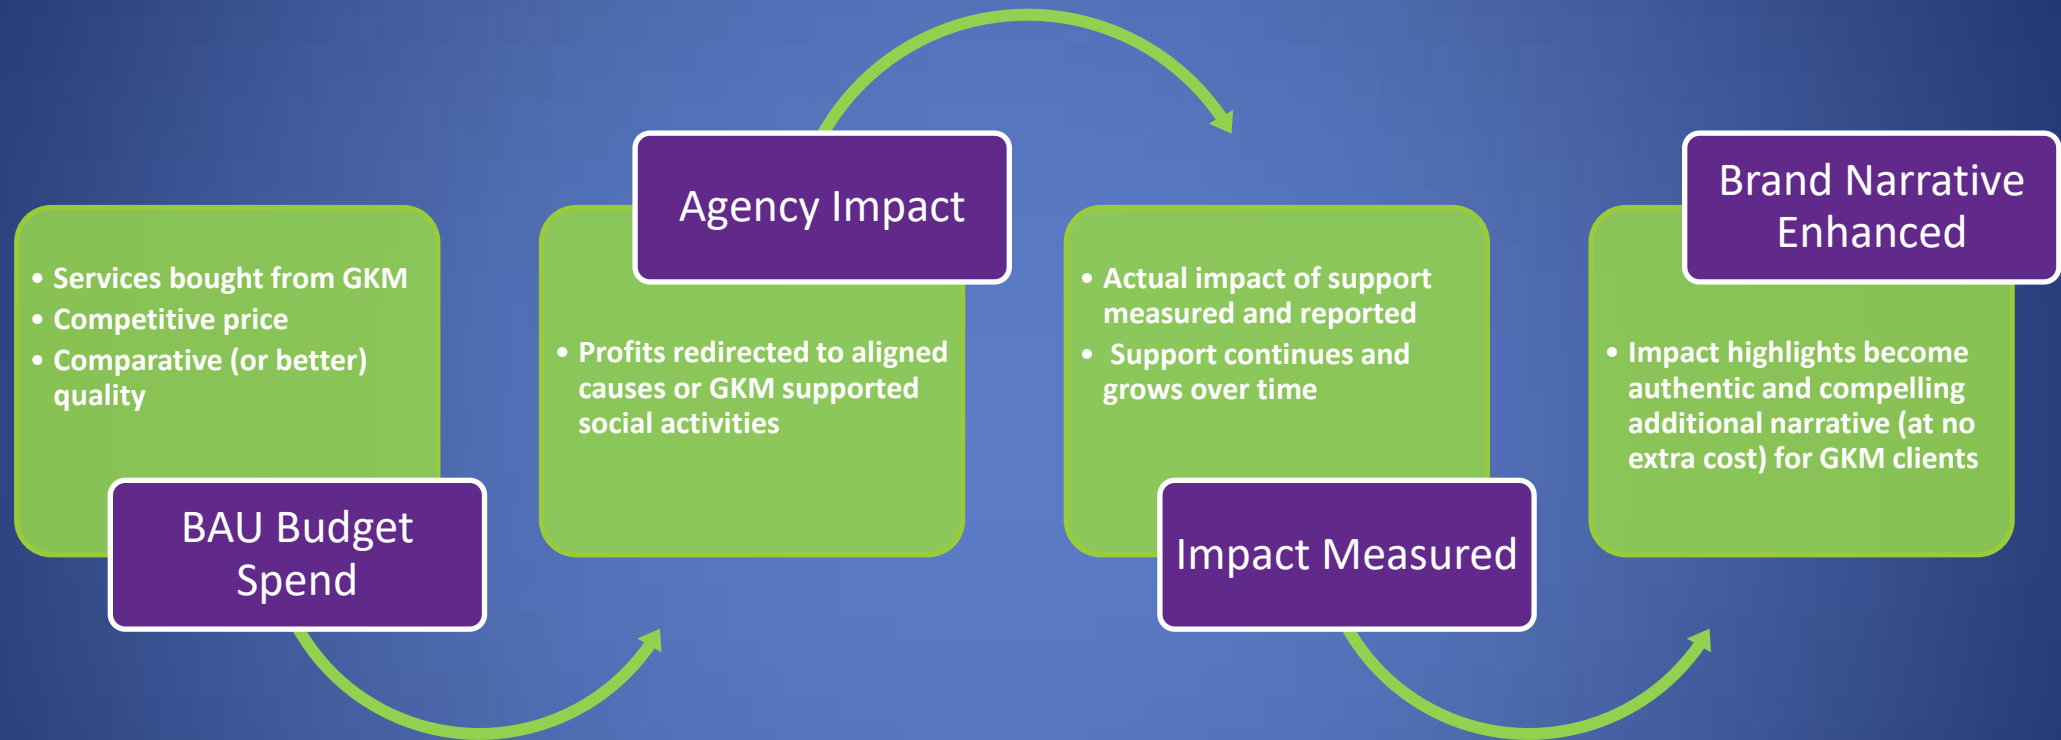 • Services bought from GKM
• Competitive price
• Comparative (or better)
quality
BAU Budget
Spend
Agency Impact
• Profits redirected to aligned
causes or GKM supported
social activities
• Actual impact of support
measured and reported
• Support continues and
grows over time
Impact Measured
Brand Narrative
Enhanced
• Impact highlights become
authentic and compelling
additional narrative (at no
extra cost) for GKM clients